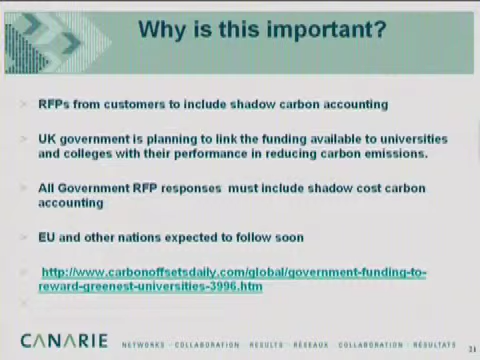 Why is this important?
RFPs from customers to include shadow carbon accounting
UK government is planning to link the funding available to universities
and colleges with their performance in reducing carbon emissions.
All Government RFP responses must include shadow cost carbon
accounting
EU and other nations expected to follow soon
http://www.carbonoffsetsdaily.com/global/government-funding-to-
reward-greenest-universities-3996.htm
CANARIE NETWORKS · COLLABORATION · RESULTS · RÉSEAUX · COLLABORATION · RÉSULTATS 21